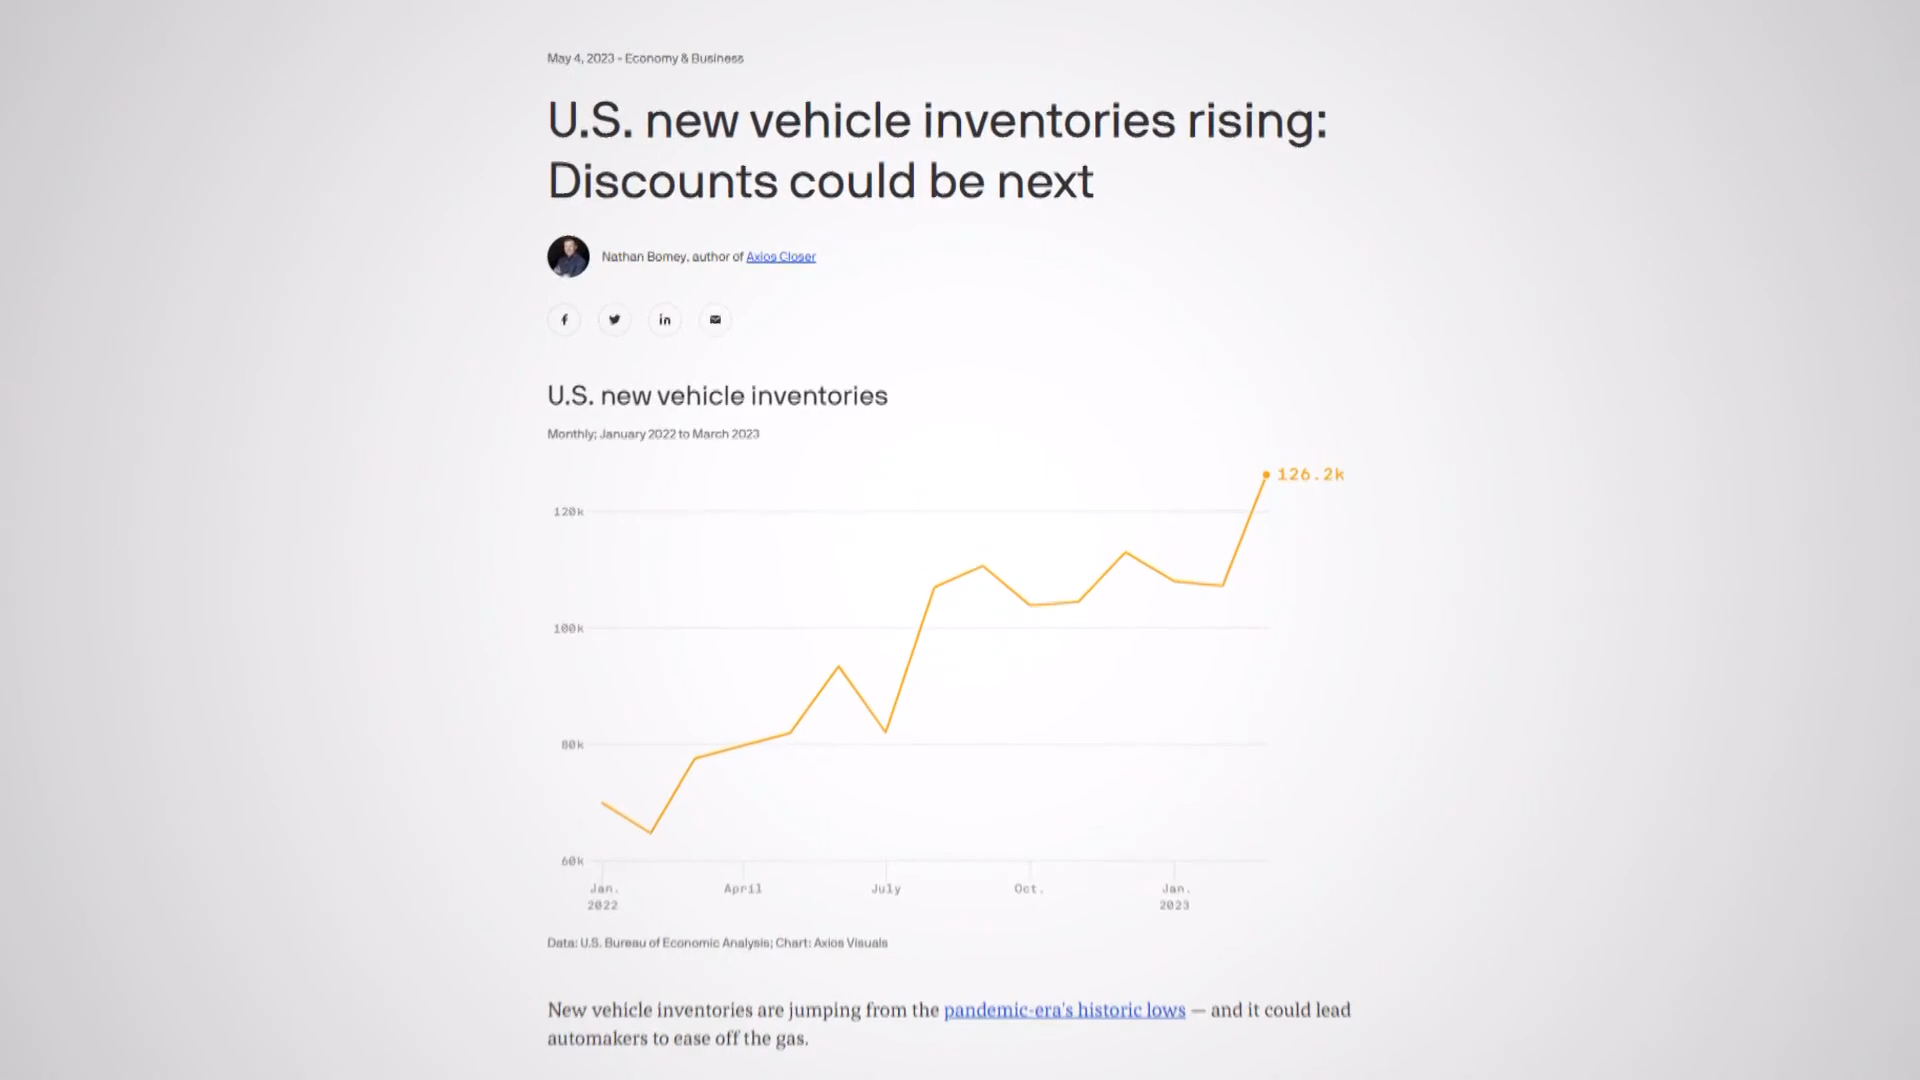 May 4, 2023 - Economy & Business
U.S. new vehicle inventories rising:
Discounts could be next
Nathan Bomey, author of Axios Closer
U.S. new vehicle inventories
Monthly; January 2022 to March 2023
126.2k
120k
100k
80k
60k
Jan. April July Oct. Jan.
2022 2023
Data: U.S. Bureau of Economic Analysis; Chart: Axios Visuals
New vehicle inventories are jumping from the pandemic-era's historic lows — and it could lead
automakers to ease off the gas.